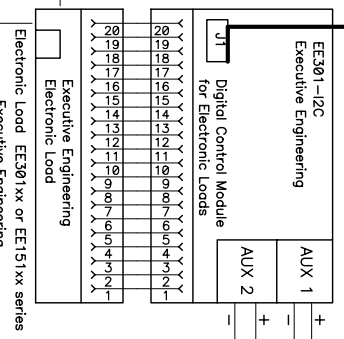 EE301-I2C
Executive Engineering
J1
Digital Control Module
for Electronic Loads
AUX 1
+
-
AUX 2
+
-
20 20
19 19
18 18
17 17
16 16
15 15
14 14
13 13
12 12
11 11
10 10
9 9
8 8
7 7
6 6
5 5
4 4
3 3
2 2
1 1
Executive Engineering
Electronic Load
Electronic Load EE301xx or EE151xx series
Executive Engineering